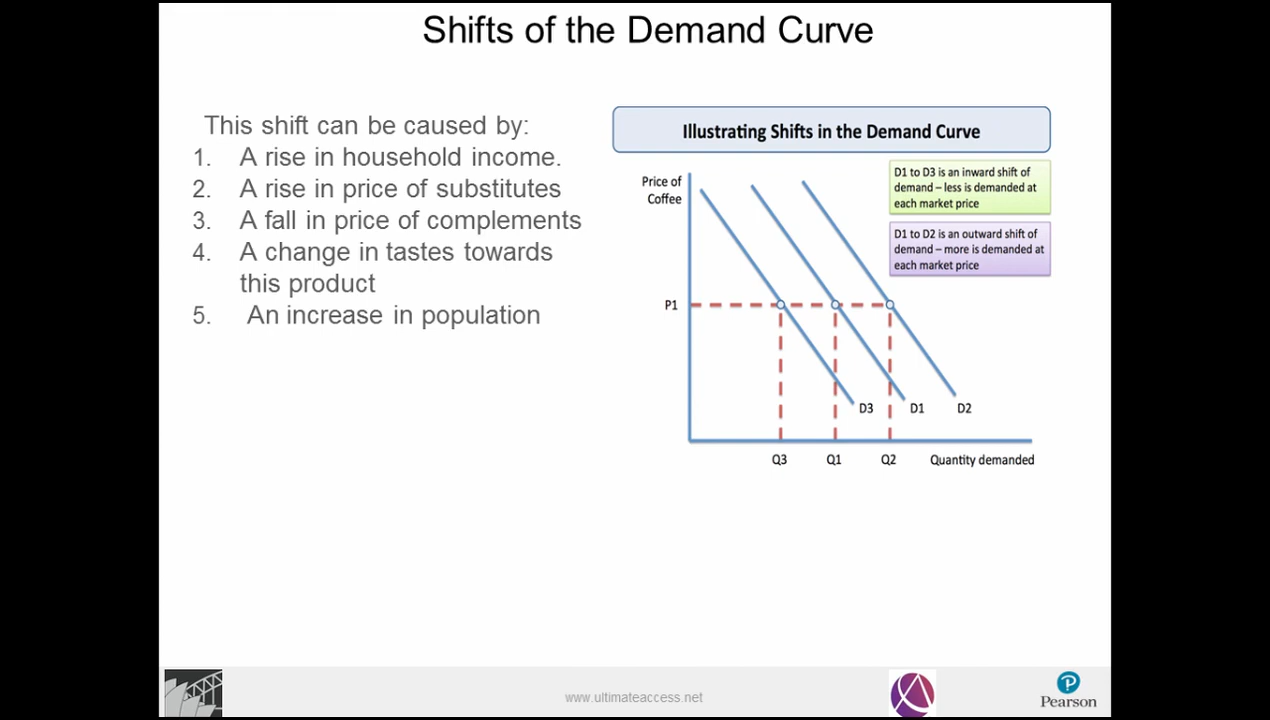 Shifts of the Demand Curve
This shift can be caused by:
1. A rise in household income.
2. A rise in price of substitutes
3. A fall in price of complements
4. A change in tastes towards
this product
5. An increase in population
Illustrating Shifts in the Demand Curve
Price of
Coffee
D1 to D3 is an inward shift of
demand – less is demanded at
each market price
D1 to D2 is an outward shift of
demand – more is demanded at
each market price
P1
D3
D1
D2
Q3
Q1
Q2
Quantity demanded
www.ultimateaccess.net
P
Pearson